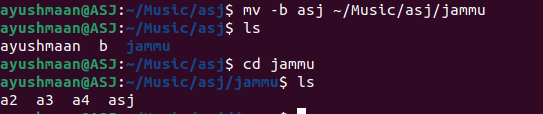 ayushmaan@ASJ:~/Music/asj$ mv -b asj ~/Music/asj/jammu
ayushmaan@ASJ:~/Music/asj$ ls
ayushmaan  b  jammu
ayushmaan@ASJ:~/Music/asj$ cd jammu
ayushmaan@ASJ:~/Music/asj/jammu$ ls
a2  a3  a4  asj